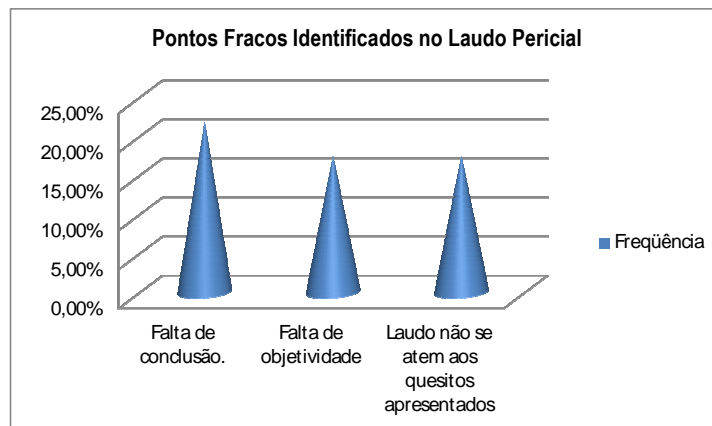 Pontos Fracos Identificados no Laudo Pericial
25,00%
20,00%
15,00%
10,00%
5,00%
0,00%
Falta de
conclusão.
Falta de
objetividade
Laudo não se
atem aos
quesitos
apresentados
Freqüência